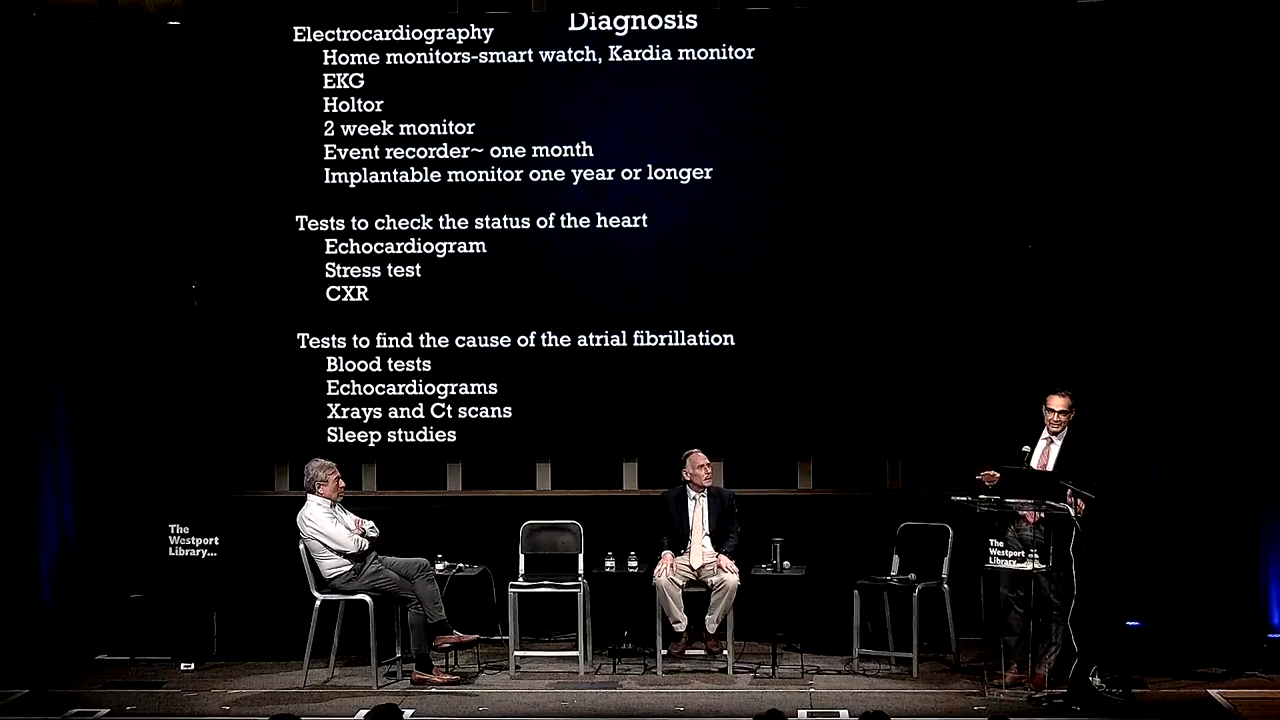 Diagnosis
Electrocardiography
Home monitors-smart watch, Kardia monitor
EKG
Holtor
2 week monitor
Event recorder~ one month
Implantable monitor one year or longer
Tests to check the status of the heart
Echocardiogram
Stress test
CXR
Tests to find the cause of the atrial fibrillation
Blood tests
Echocardiograms
Xrays and Ct scans
Sleep studies
The
Westport
Library...
The
Westport
Library...